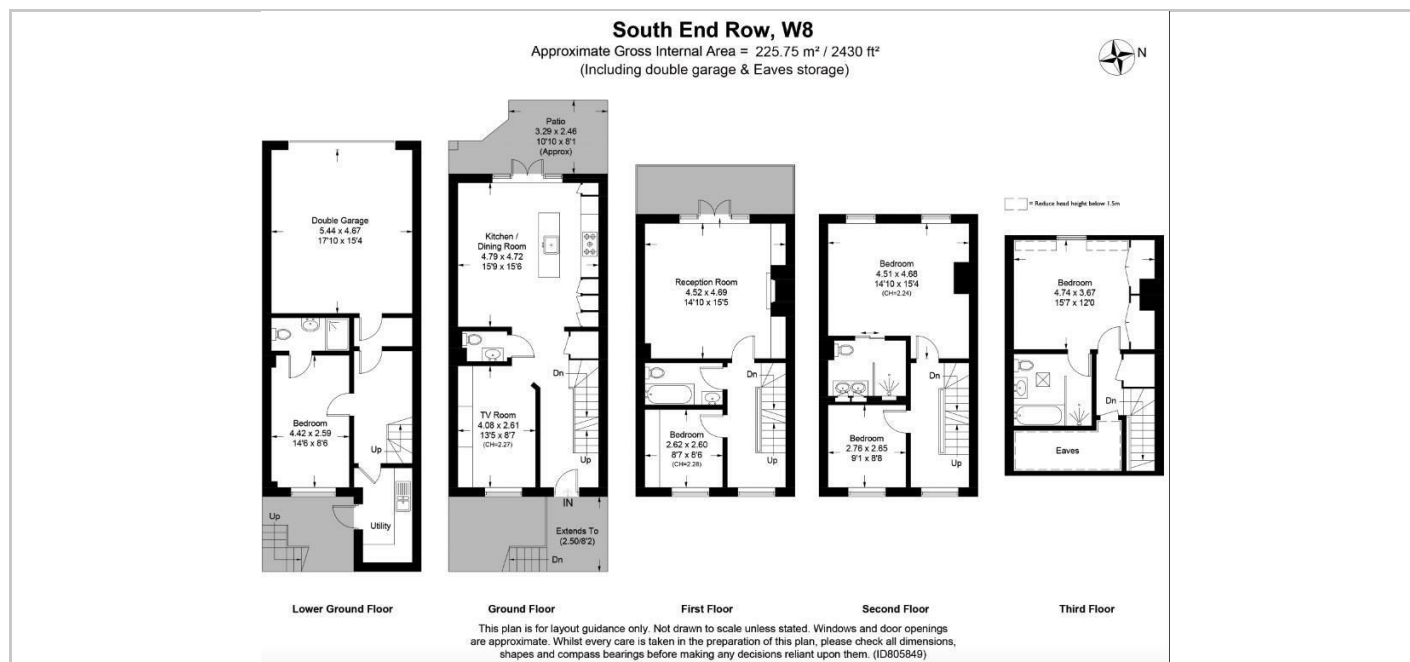 South End Row, W8
Approximate Gross Internal Area = 225.75 m² / 2430 ft²
(Including double garage & Eaves storage)
N
Double Garage
5.44 x 4.67
17'10 x 15'4
Bedroom
4.42 x 2.59
14'6 x 8'6
Up
Up
Utility
Lower Ground Floor
Patio
3.29 x 2.46
10'10 x 8'1
(Approx)
Kitchen /
Dining Room
4.79 x 4.72
15'9 x 15'6
Dn
TV Room
4.08 x 2.61
13'5 x 8'7
(CH=2.27)
Up
IN
Extends To
(2.50/8'2)
Dn
Ground Floor
Reception Room
4.52 x 4.69
14'10 x 15'5
Dn
Bedroom
2.62 x 2.60
8'7 x 8'6
(CH=2.28)
Up
First Floor
Bedroom
4.51 x 4.68
14'10 x 15'4
(CH=2.24)
Dn
Bedroom
2.76 x 2.65
9'1 x 8'8
Up
Second Floor
= Reduce head height below 1.5m
Bedroom
4.74 x 3.67
15'7 x 12'0
Dn
Eaves
Third Floor
This plan is for layout guidance only. Not drawn to scale unless stated. Windows and door openings
are approximate. Whilst every care is taken in the preparation of this plan, please check all dimensions,
shapes and compass bearings before making any decisions reliant upon them. (ID805849)